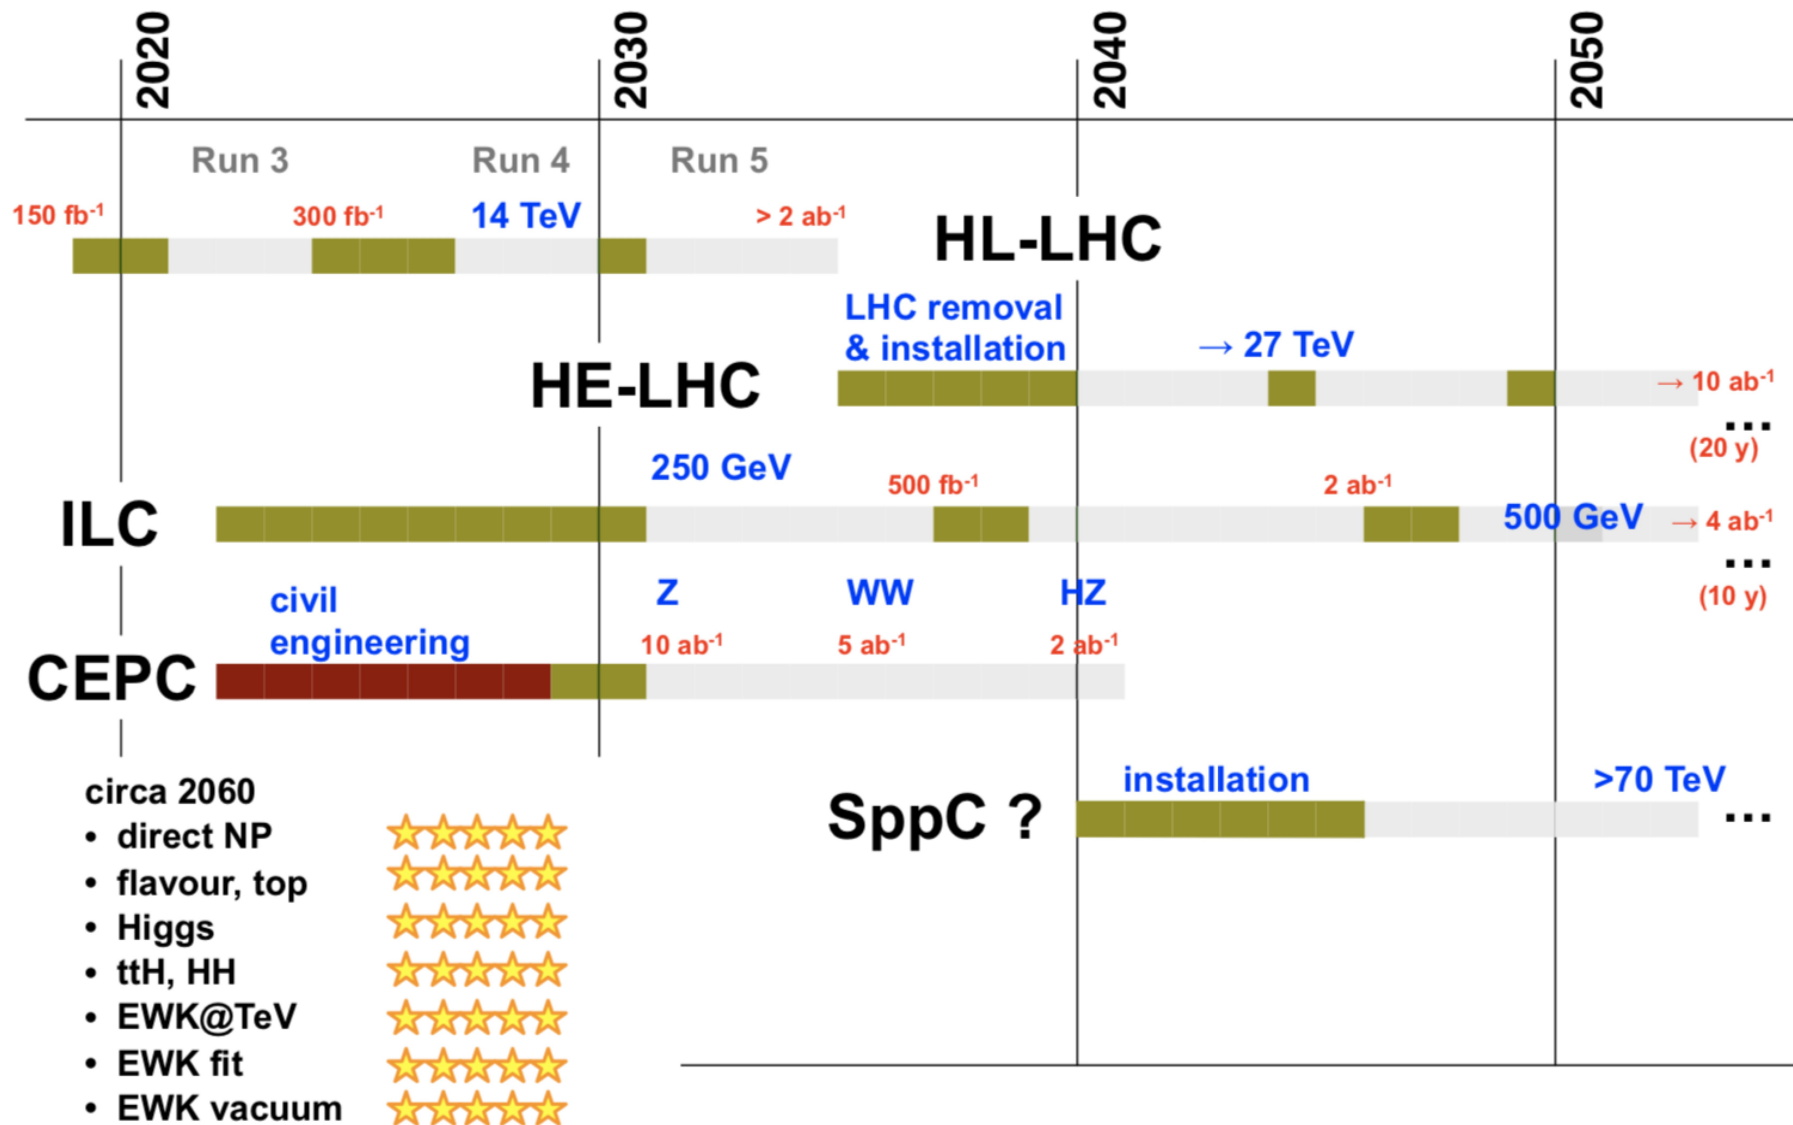 2020
2030
2040
2050
Run 3
Run 4
Run 5
150 fb⁻¹
300 fb⁻¹
14 TeV
> 2 ab⁻¹
HL-LHC
LHC removal
& installation
→ 27 TeV
HE-LHC
→ 10 ab⁻¹
...
(20 y)
250 GeV
500 fb⁻¹
2 ab⁻¹
ILC
500 GeV
→ 4 ab⁻¹
...
(10 y)
civil
engineering
Z
WW
HZ
10 ab⁻¹
5 ab⁻¹
2 ab⁻¹
CEPC
installation
>70 TeV
SppC ?
...
circa 2060
• direct NP
• flavour, top
• Higgs
• ttH, HH
• EWK@TeV
• EWK fit
• EWK vacuum